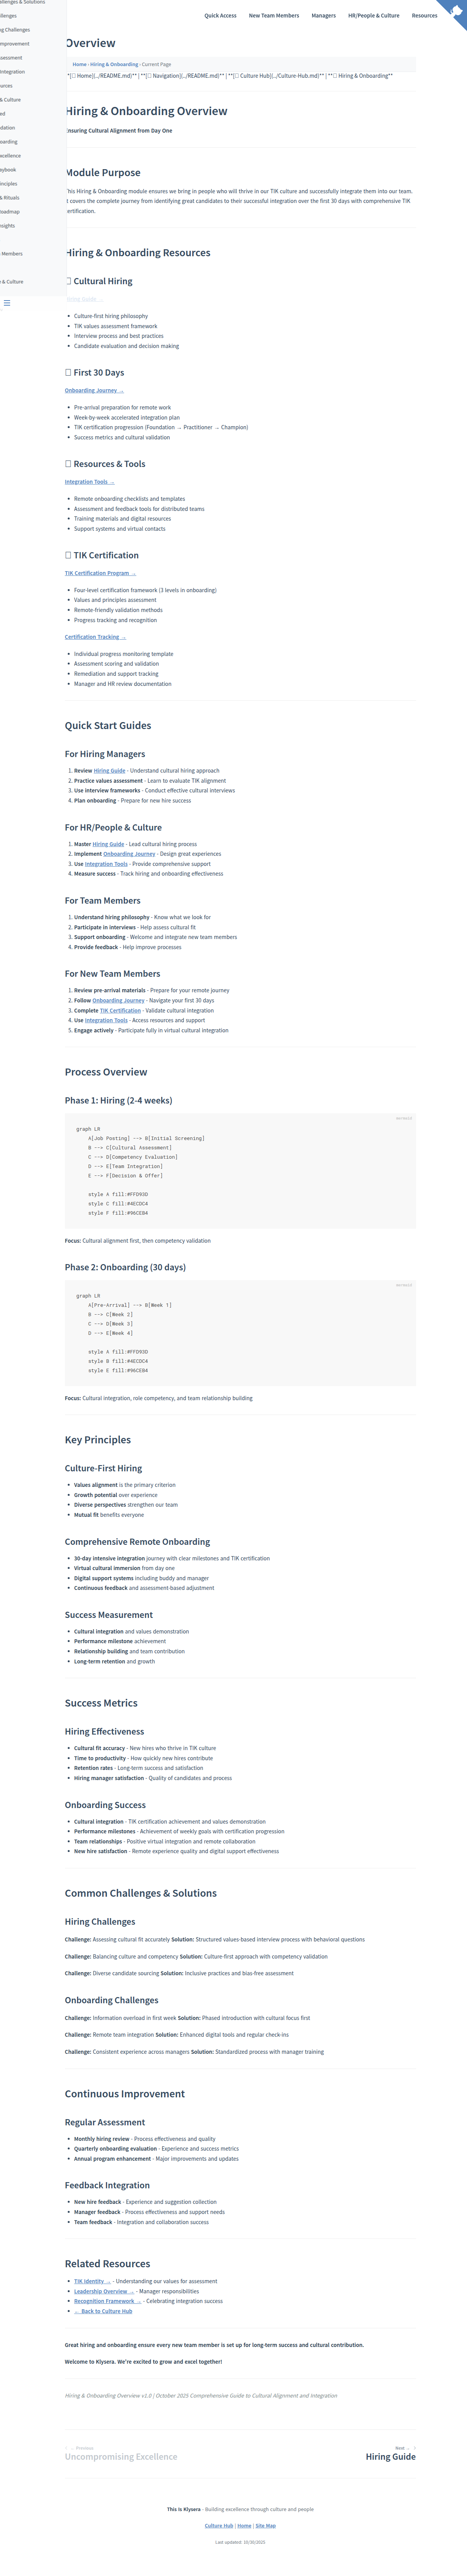 allenges & Solutions
llenges
ng Challenges
mprovement
sessment
Integration
ources
& Culture
ed
dation
oarding
xcellence
aybook
inciples
& Rituals
Roadmap
nsights
Members
& Culture
Quick Access New Team Members Managers HR/People & Culture Resources
Overview
Home › Hiring & Onboarding › Current Page
**[□ Home](../README.md)** | **[□ Navigation](../README.md)** | **[□ Culture Hub](../Culture-Hub.md)** | **□ Hiring & Onboarding**
Hiring & Onboarding Overview
Ensuring Cultural Alignment from Day One
Module Purpose
This Hiring & Onboarding module ensures we bring in people who will thrive in our TIK culture and successfully integrate them into our team.
It covers the complete journey from identifying great candidates to their successful integration over the first 30 days with comprehensive TIK
certification.
Hiring & Onboarding Resources
□ Cultural Hiring
Hiring Guide →
• Culture-first hiring philosophy
• TIK values assessment framework
• Interview process and best practices
• Candidate evaluation and decision making
□ First 30 Days
Onboarding Journey →
• Pre-arrival preparation for remote work
• Week-by-week accelerated integration plan
• TIK certification progression (Foundation → Practitioner → Champion)
• Success metrics and cultural validation
□ Resources & Tools
Integration Tools →
• Remote onboarding checklists and templates
• Assessment and feedback tools for distributed teams
• Training materials and digital resources
• Support systems and virtual contacts
□ TIK Certification
TIK Certification Program →
• Four-level certification framework (3 levels in onboarding)
• Values and principles assessment
• Remote-friendly validation methods
• Progress tracking and recognition
Certification Tracking →
• Individual progress monitoring template
• Assessment scoring and validation
• Remediation and support tracking
• Manager and HR review documentation
Quick Start Guides
For Hiring Managers
1. Review Hiring Guide - Understand cultural hiring approach
2. Practice values assessment - Learn to evaluate TIK alignment
3. Use interview frameworks - Conduct effective cultural interviews
4. Plan onboarding - Prepare for new hire success
For HR/People & Culture
1. Master Hiring Guide - Lead cultural hiring process
2. Implement Onboarding Journey - Design great experiences
3. Use Integration Tools - Provide comprehensive support
4. Measure success - Track hiring and onboarding effectiveness
For Team Members
1. Understand hiring philosophy - Know what we look for
2. Participate in interviews - Help assess cultural fit
3. Support onboarding - Welcome and integrate new team members
4. Provide feedback - Help improve processes
For New Team Members
1. Review pre-arrival materials - Prepare for your remote journey
2. Follow Onboarding Journey - Navigate your first 30 days
3. Complete TIK Certification - Validate cultural integration
4. Use Integration Tools - Access resources and support
5. Engage actively - Participate fully in virtual cultural integration
Process Overview
Phase 1: Hiring (2-4 weeks)
mermaid
graph LR
A[Job Posting] --> B[Initial Screening]
B --> C[Cultural Assessment]
C --> D[Competency Evaluation]
D --> E[Team Integration]
E --> F[Decision & Offer]
style A fill:#FFD93D
style C fill:#4ECDC4
style F fill:#96CEB4
Focus: Cultural alignment first, then competency validation
Phase 2: Onboarding (30 days)
mermaid
graph LR
A[Pre-Arrival] --> B[Week 1]
B --> C[Week 2]
C --> D[Week 3]
D --> E[Week 4]
style A fill:#FFD93D
style B fill:#4ECDC4
style E fill:#96CEB4
Focus: Cultural integration, role competency, and team relationship building
Key Principles
Culture-First Hiring
• Values alignment is the primary criterion
• Growth potential over experience
• Diverse perspectives strengthen our team
• Mutual fit benefits everyone
Comprehensive Remote Onboarding
• 30-day intensive integration journey with clear milestones and TIK certification
• Virtual cultural immersion from day one
• Digital support systems including buddy and manager
• Continuous feedback and assessment-based adjustment
Success Measurement
• Cultural integration and values demonstration
• Performance milestone achievement
• Relationship building and team contribution
• Long-term retention and growth
Success Metrics
Hiring Effectiveness
• Cultural fit accuracy - New hires who thrive in TIK culture
• Time to productivity - How quickly new hires contribute
• Retention rates - Long-term success and satisfaction
• Hiring manager satisfaction - Quality of candidates and process
Onboarding Success
• Cultural integration - TIK certification achievement and values demonstration
• Performance milestones - Achievement of weekly goals with certification progression
• Team relationships - Positive virtual integration and remote collaboration
• New hire satisfaction - Remote experience quality and digital support effectiveness
Common Challenges & Solutions
Hiring Challenges
Challenge: Assessing cultural fit accurately Solution: Structured values-based interview process with behavioral questions
Challenge: Balancing culture and competency Solution: Culture-first approach with competency validation
Challenge: Diverse candidate sourcing Solution: Inclusive practices and bias-free assessment
Onboarding Challenges
Challenge: Information overload in first week Solution: Phased introduction with cultural focus first
Challenge: Remote team integration Solution: Enhanced digital tools and regular check-ins
Challenge: Consistent experience across managers Solution: Standardized process with manager training
Continuous Improvement
Regular Assessment
• Monthly hiring review - Process effectiveness and quality
• Quarterly onboarding evaluation - Experience and success metrics
• Annual program enhancement - Major improvements and updates
Feedback Integration
• New hire feedback - Experience and suggestion collection
• Manager feedback - Process effectiveness and support needs
• Team feedback - Integration and collaboration success
Related Resources
• TIK Identity → - Understanding our values for assessment
• Leadership Overview → - Manager responsibilities
• Recognition Framework → - Celebrating integration success
• ← Back to Culture Hub
Great hiring and onboarding ensure every new team member is set up for long-term success and cultural contribution.
Welcome to Klysera. We're excited to grow and excel together!
Hiring & Onboarding Overview v1.0 | October 2025 Comprehensive Guide to Cultural Alignment and Integration
← Previous
Uncompromising Excellence
Next →
Hiring Guide
This Is Klysera - Building excellence through culture and people
Culture Hub | Home | Site Map
Last updated: 10/30/2025